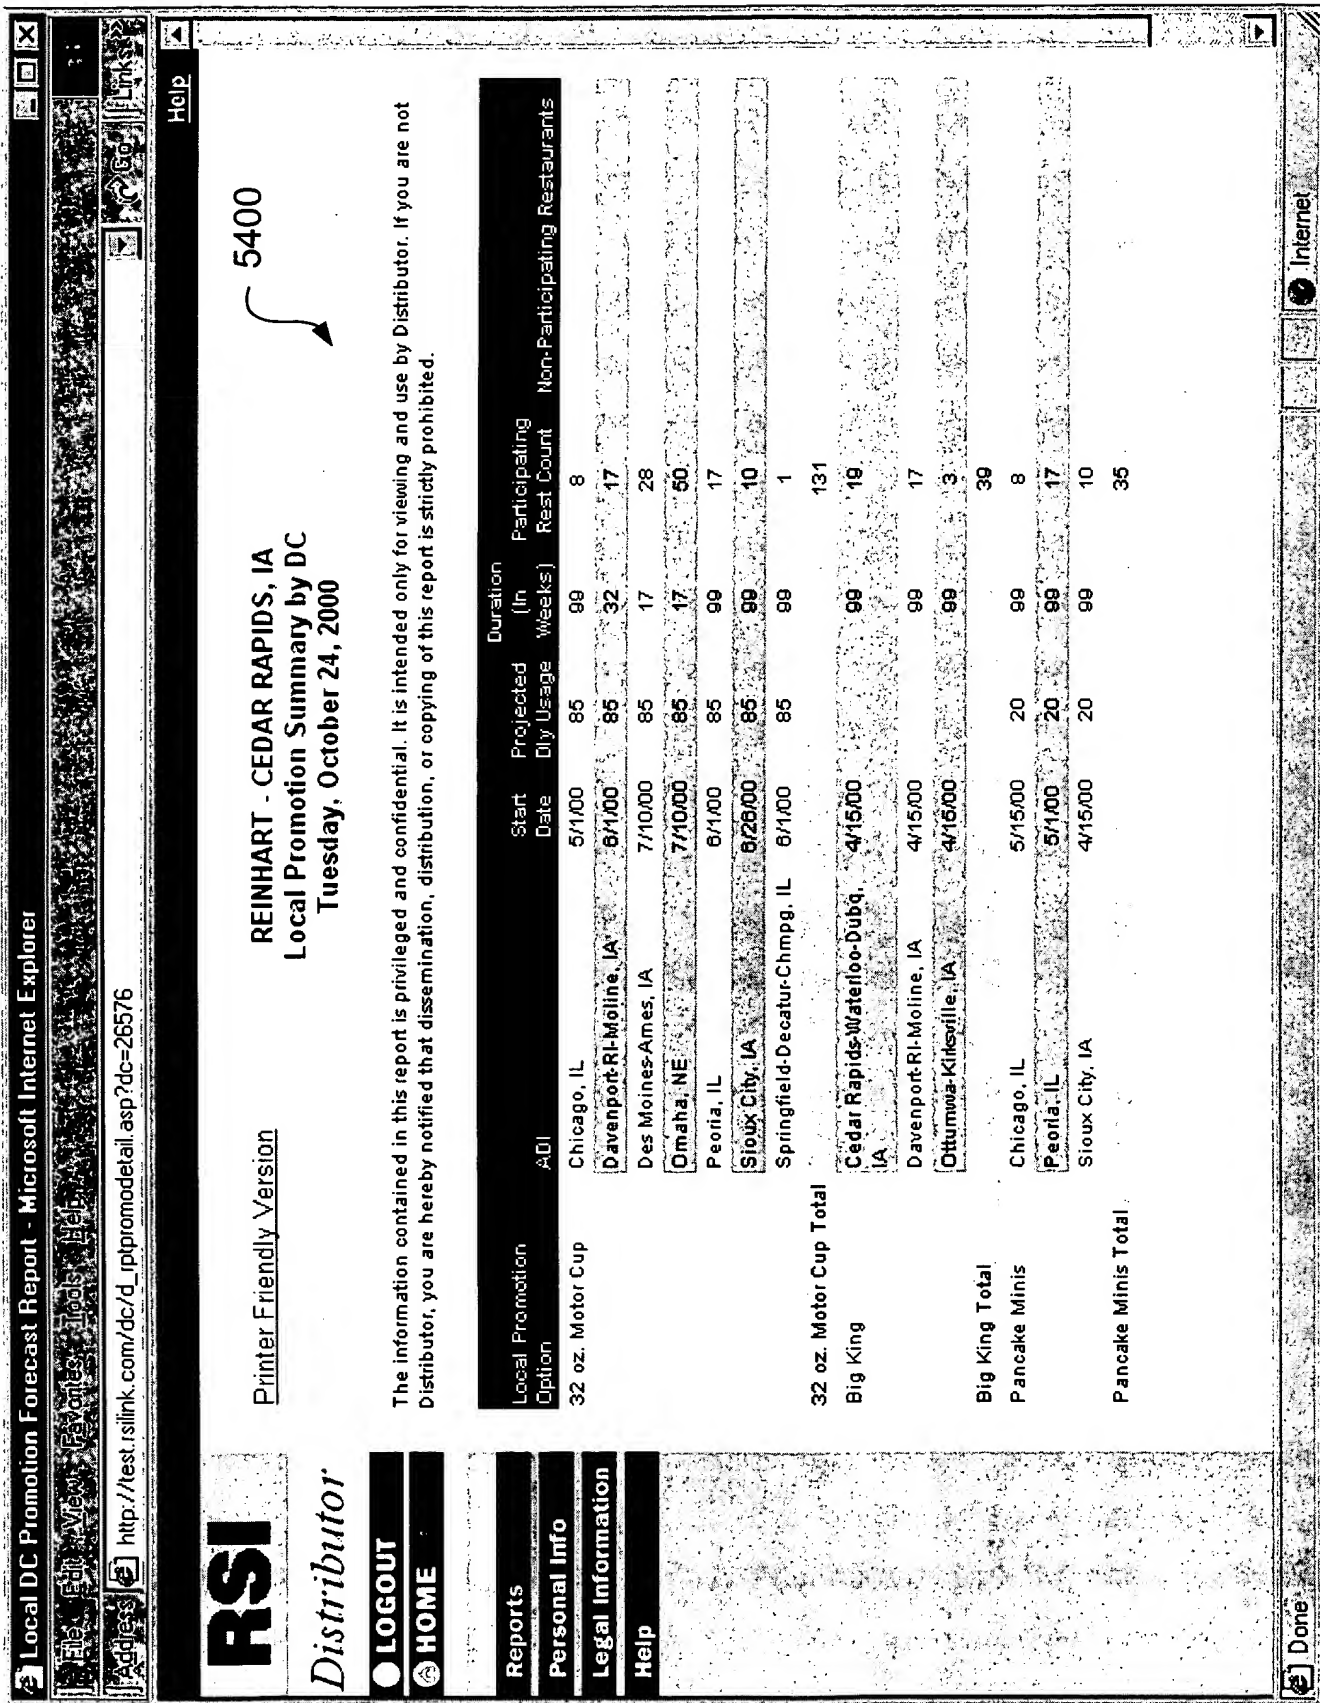 Local DC Promotion Forecast Report - Microsoft Internet Explorer
File Edit View Favorites Tools Help
Address http://test.rsilink.com/dc/d_rptpromodetail.asp?dc=26576 Go Links »
Help
RSI
Distributor
LOGOUT
HOME
Reports
Personal Info
Legal Information
Help
Printer Friendly Version
REINHART - CEDAR RAPIDS, IA
Local Promotion Summary by DC
Tuesday, October 24, 2000
5400
The information contained in this report is privileged and confidential. It is intended only for viewing and use by Distributor. If you are not
Distributor, you are hereby notified that dissemination, distribution, or copying of this report is strictly prohibited.
Local Promotion Option ADI Start Date Projected Dly Usage Duration (In Weeks) Participating Rest Count Non-Participating Restaurants
32 oz. Motor Cup Chicago, IL 5/1/00 85 99 8
Davenport-RI-Moline, IA 6/1/00 85 32 17
Des Moines-Ames, IA 7/10/00 85 17 28
Omaha, NE 7/10/00 85 17 50
Peoria, IL 6/1/00 85 99 17
Sioux City, IA 6/26/00 85 99 10
Springfield-Decatur-Chmpg, IL 6/1/00 85 99 1
32 oz. Motor Cup Total 131
Big King Cedar Rapids-Waterloo-Dubq, 4/15/00 99 19
IA
Davenport-RI-Moline, IA 4/15/00 99 17
Ottumwa-Kirksville, IA 4/15/00 99 3
Big King Total 39
Pancake Minis Chicago, IL 5/15/00 20 99 8
Peoria, IL 5/1/00 20 99 17
Sioux City, IA 4/15/00 20 99 10
Pancake Minis Total 35
Done Internet